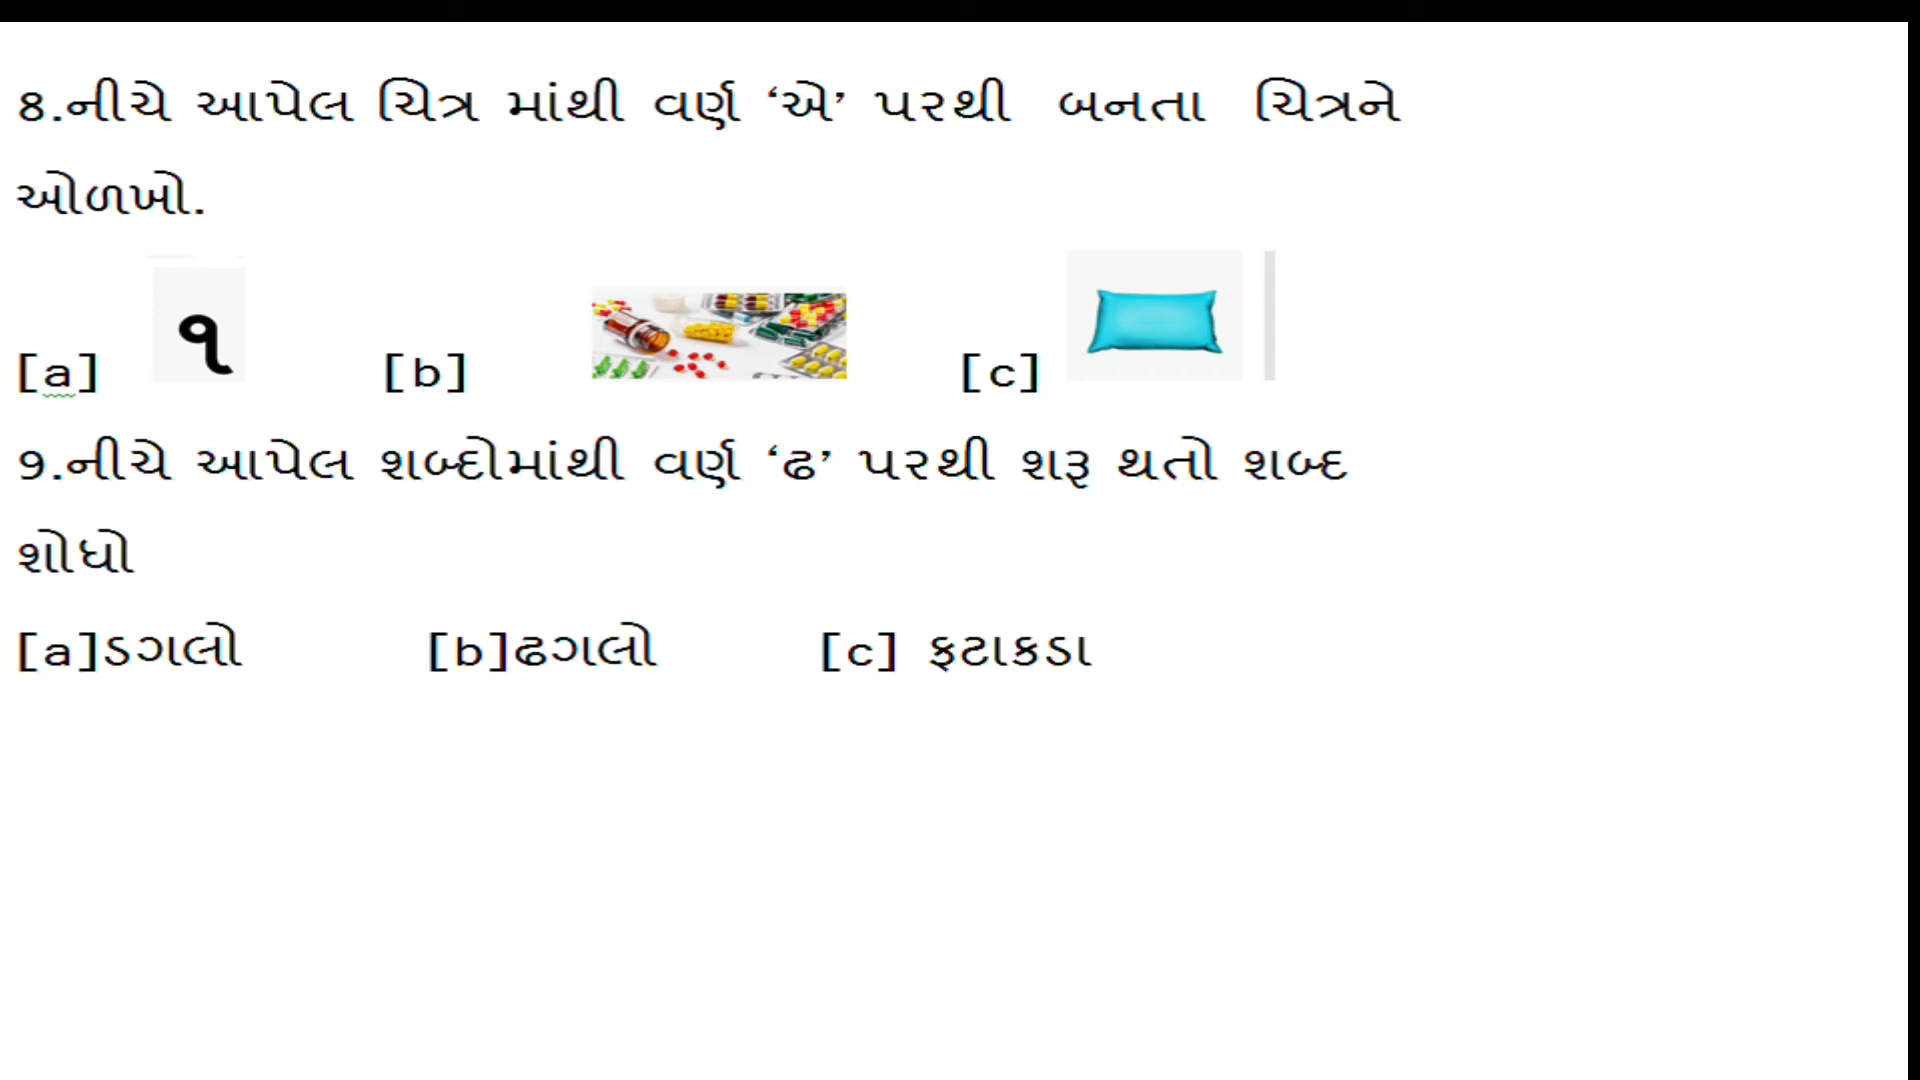 8.નીચે આપેલ ચિત્ર માંથી વર્ણ ‘એ’ પરથી બનતા ચિત્રને
ઓળખો.
[a] ૧ [b] [c]
9.નીચે આપેલ શબ્દોમાંથી વર્ણ ‘ઢ’ પરથી શરૂ થતો શબ્દ
શોધો
[a]ડગલો [b]ઢગલો [c] ફટાકડા